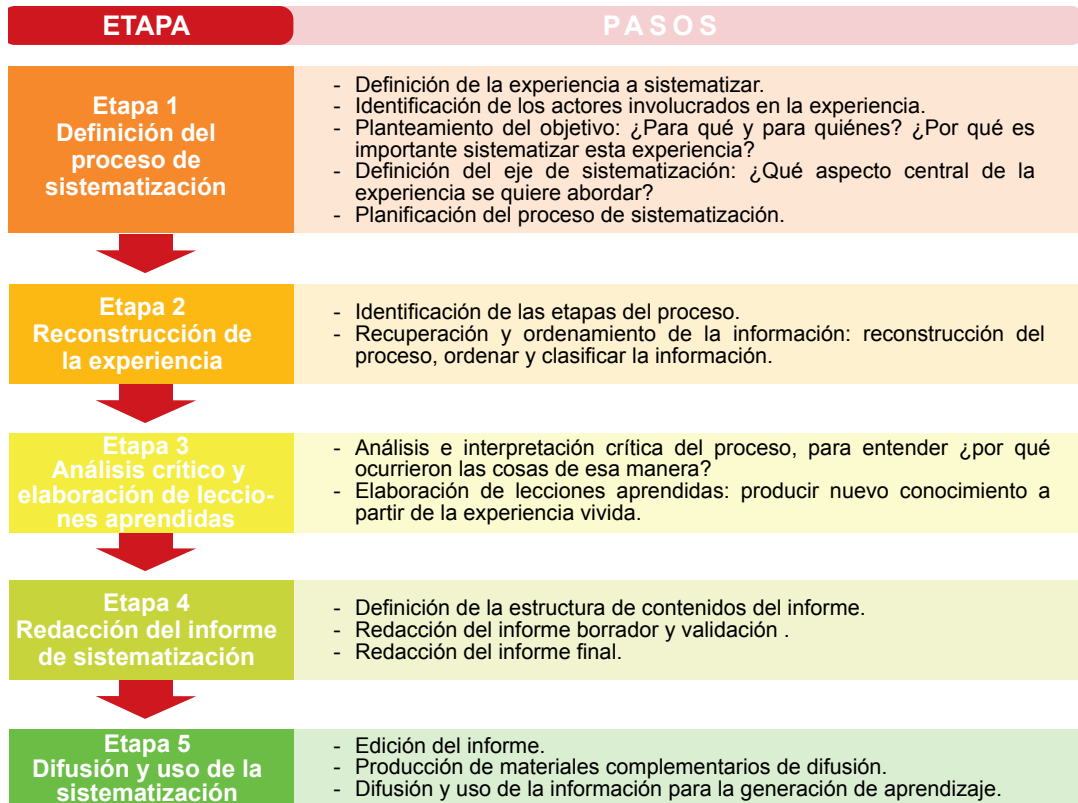 ETAPA
PASOS
Etapa 1
Definición del
proceso de
sistematización
- Definición de la experiencia a sistematizar.
- Identificación de los actores involucrados en la experiencia.
- Planteamiento del objetivo: ¿Para qué y para quiénes? ¿Por qué es
importante sistematizar esta experiencia?
- Definición del eje de sistematización: ¿Qué aspecto central de la
experiencia se quiere abordar?
- Planificación del proceso de sistematización.
Etapa 2
Reconstrucción de
la experiencia
- Identificación de las etapas del proceso.
- Recuperación y ordenamiento de la información: reconstrucción del
proceso, ordenar y clasificar la información.
Etapa 3
Análisis crítico y
elaboración de leccio-
nes aprendidas
- Análisis e interpretación crítica del proceso, para entender ¿por qué
ocurrieron las cosas de esa manera?
- Elaboración de lecciones aprendidas: producir nuevo conocimiento a
partir de la experiencia vivida.
Etapa 4
Redacción del informe
de sistematización
- Definición de la estructura de contenidos del informe.
- Redacción del informe borrador y validación .
- Redacción del informe final.
Etapa 5
Difusión y uso de la
sistematización
- Edición del informe.
- Producción de materiales complementarios de difusión.
- Difusión y uso de la información para la generación de aprendizaje.